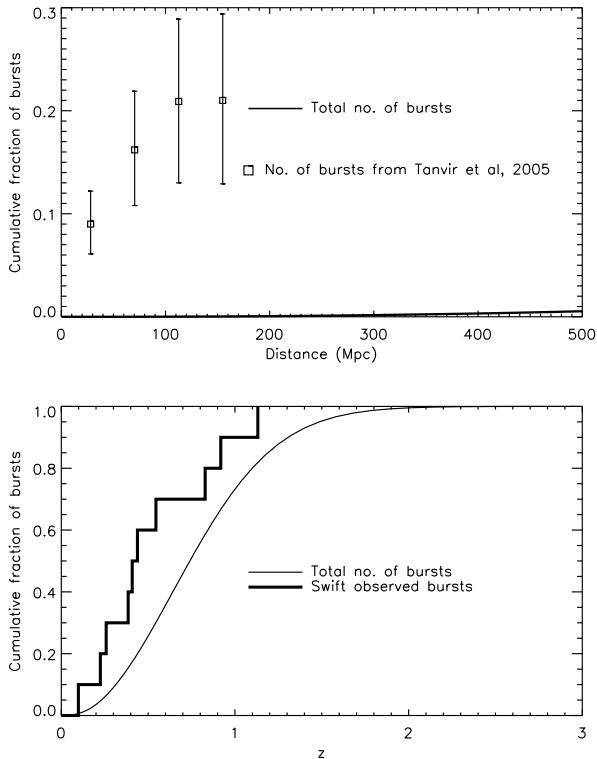 0.3
0.2
0.1
0.0
Cumulative fraction of bursts
Total no. of bursts
No. of bursts from Tanvir et al, 2005
0 100 200 300 400 500
Distance (Mpc)
1.0
0.8
0.6
0.4
0.2
0.0
Cumulative fraction of bursts
Total no. of bursts
Swift observed bursts
0 1 2 3
z